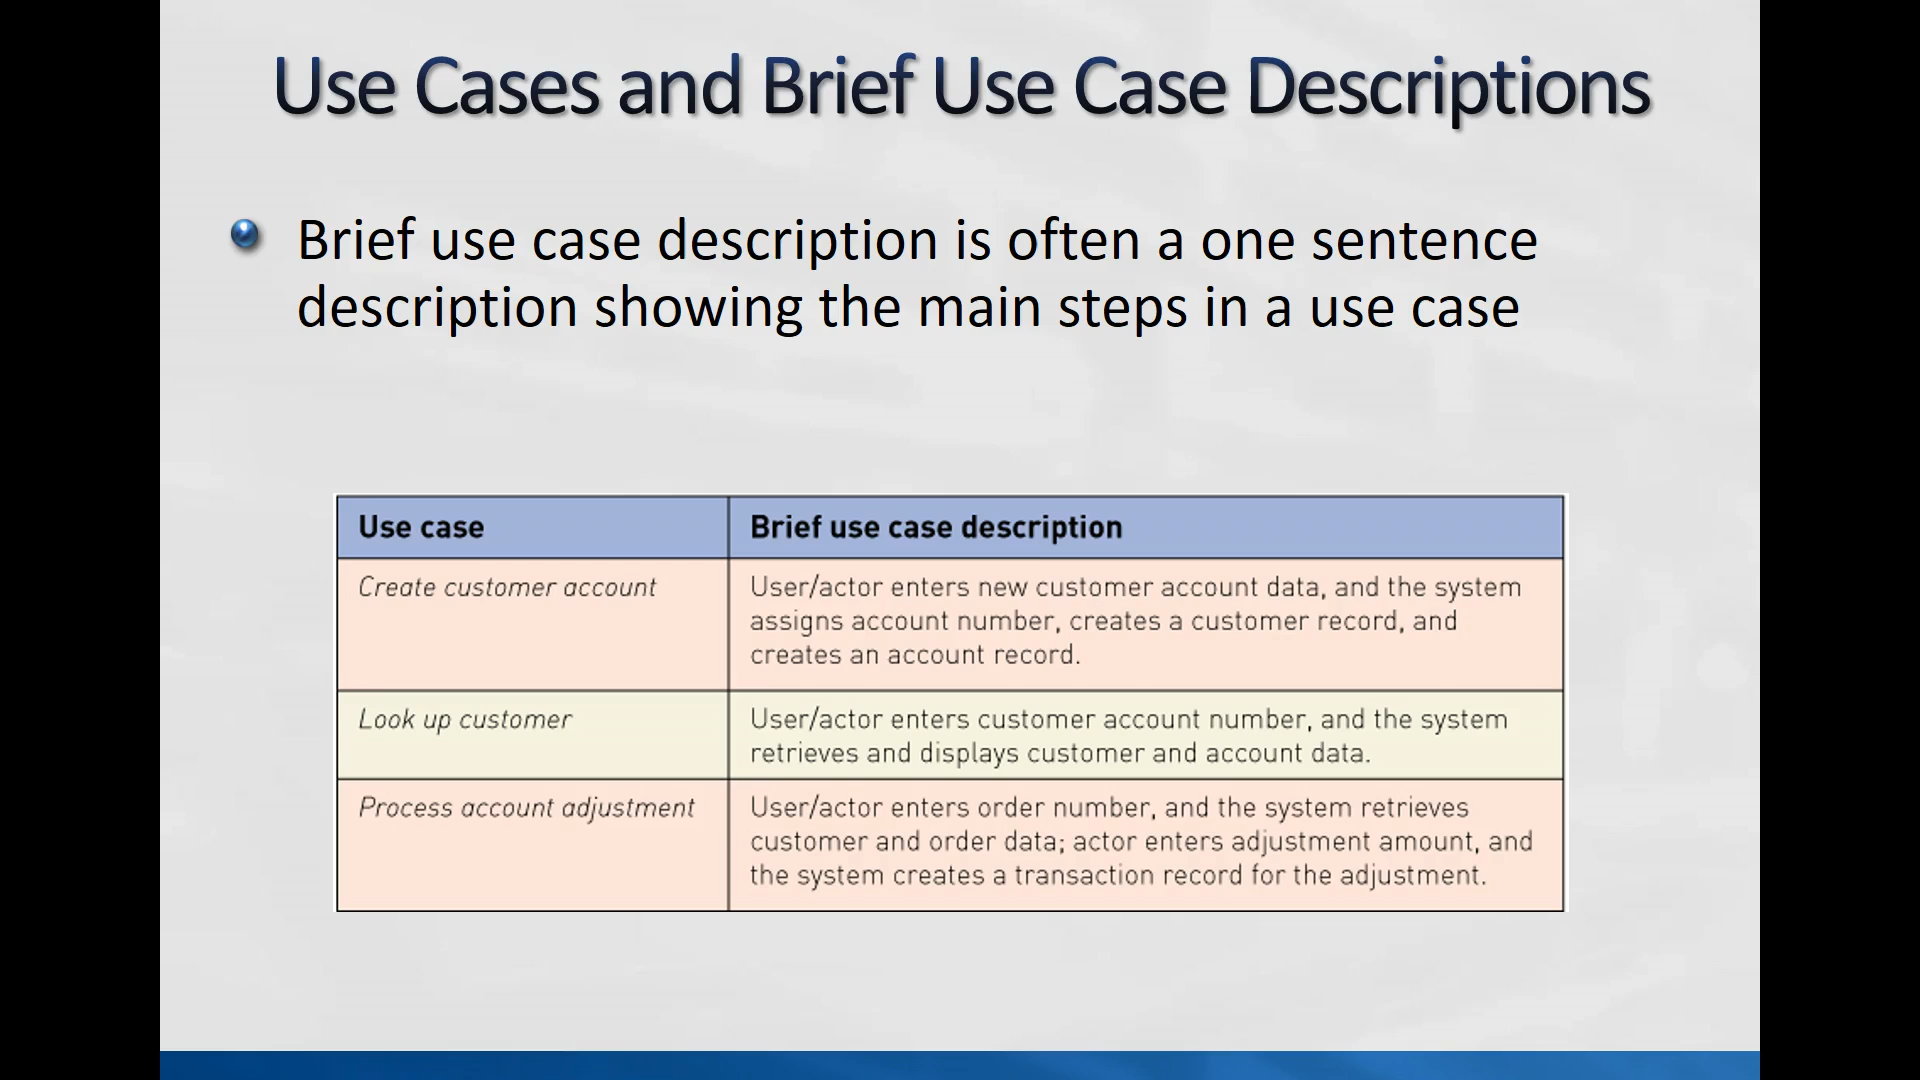 Use Cases and Brief Use Case Descriptions
Brief use case description is often a one sentence
description showing the main steps in a use case
Use case
Brief use case description
Create customer account
User/actor enters new customer account data, and the system
assigns account number, creates a customer record, and
creates an account record.
Look up customer
User/actor enters customer account number, and the system
retrieves and displays customer and account data.
Process account adjustment
User/actor enters order number, and the system retrieves
customer and order data; actor enters adjustment amount, and
the system creates a transaction record for the adjustment.